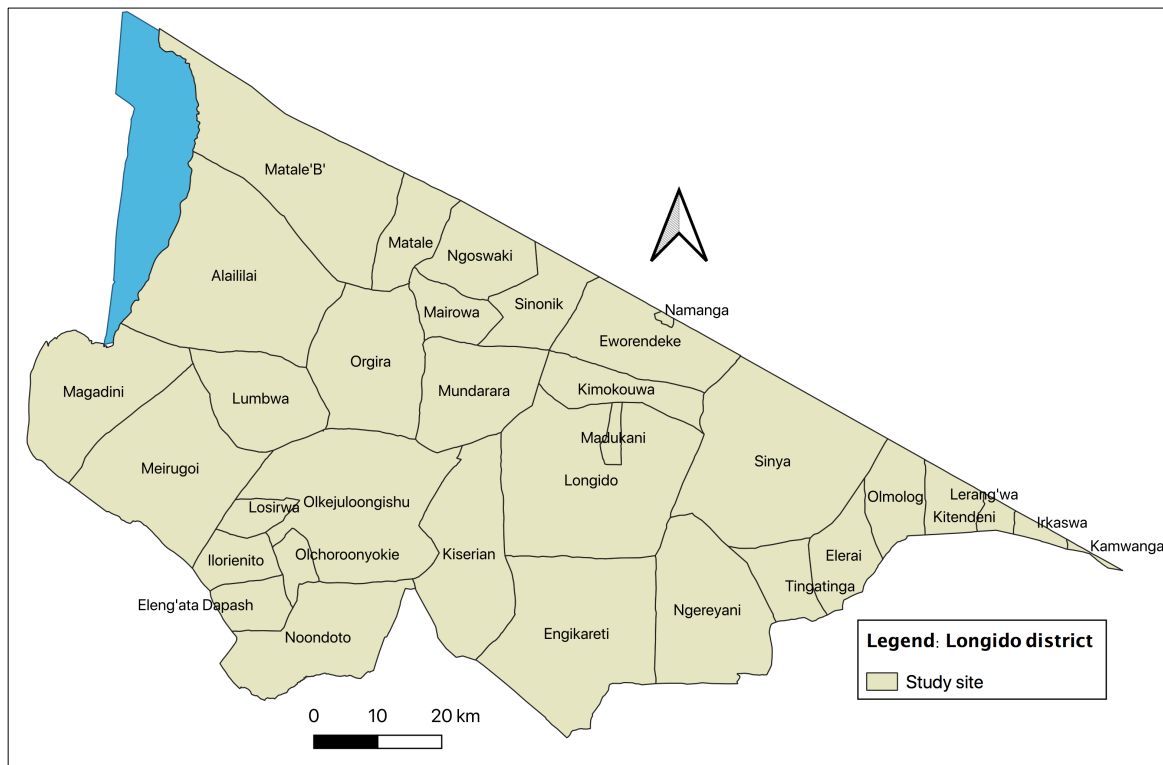 Matale'B'
Matale
Ngoswaki
Alaililai
Sinonik
Mairowa
Namanga
Eworendeke
Orgira
Magadini
Lumbwa
Mundarara
Kimokouwa
Madukani
Meirugoi
Sinya
Longido
Olmolog
Lerang'wa
Losirwa
Olkejuloongishu
Kitendeni
Irkaswa
Kamwanga
Ilorienito
Olchoroonyokie
Kiserian
Elerai
Tingatinga
Eleng'ata Dapash
Ngereyani
Noondoto
Engikareti
Legend: Longido district
Study site
0 10 20 km